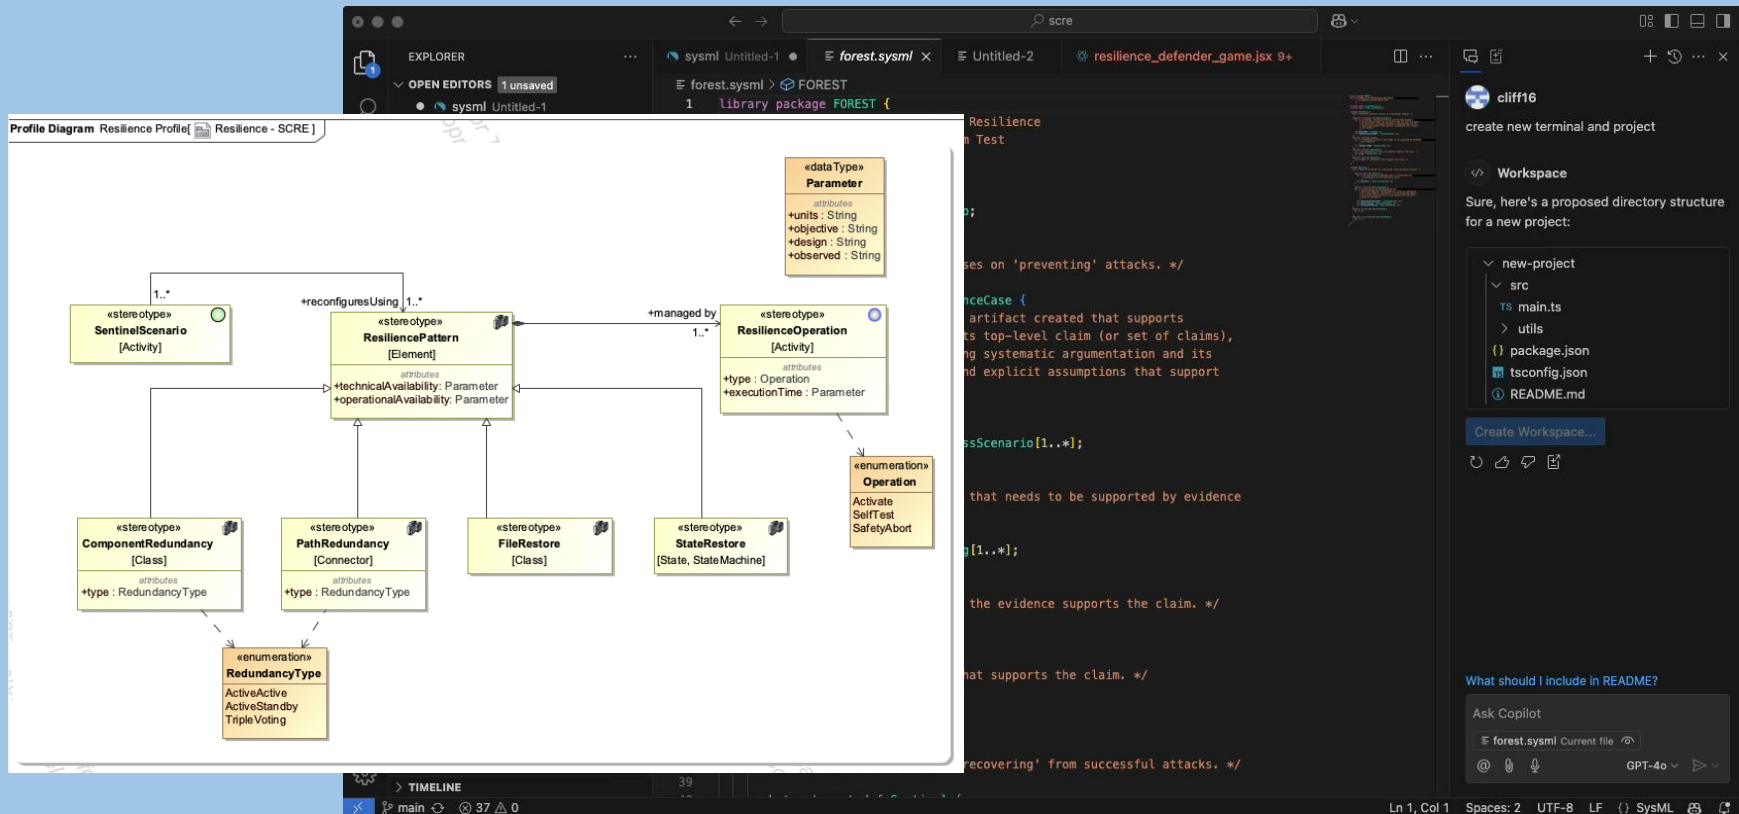 scre
EXPLORER
OPEN EDITORS 1 unsaved
sysml Untitled-1
1
sysml Untitled-1
forest.sysml
Untitled-2
resilience_defender_game.jsx 9+
forest.sysml > FOREST
1 library package FOREST {
Resilience
Test
ses on 'preventing' attacks. */
nceCase {
artifact created that supports
ts top-level claim (or set of claims),
ng systematic argumentation and its
nd explicit assumptions that support
ssScenario[1..*];
that needs to be supported by evidence
g[1..*];
the evidence supports the claim. */
hat supports the claim. */
recovering' from successful attacks. */
39
Profile Diagram Resilience Profile[ Resilience - SCRE ]
«dataType»
Parameter
attributes
+units : String
+objective : String
+design : String
+observed : String
1..*
+reconfiguresUsing 1..*
+managed by
1..*
«stereotype»
SentinelScenario
[Activity]
«stereotype»
ResiliencePattern
[Element]
attributes
+technicalAvailability: Parameter
+operationalAvailability: Parameter
«stereotype»
ResilienceOperation
[Activity]
attributes
+type : Operation
+executionTime : Parameter
«enumeration»
Operation
Activate
SelfTest
SafetyAbort
«stereotype»
ComponentRedundancy
[Class]
attributes
+type : RedundancyType
«stereotype»
PathRedundancy
[Connector]
attributes
+type : RedundancyType
«stereotype»
FileRestore
[Class]
«stereotype»
StateRestore
[State, StateMachine]
«enumeration»
RedundancyType
ActiveActive
ActiveStandby
TripleVoting
cliff16
create new terminal and project
Workspace
Sure, here's a proposed directory structure
for a new project:
new-project
src
TS main.ts
utils
{} package.json
tsconfig.json
README.md
Create Workspace...
What should I include in README?
Ask Copilot
forest.sysml Current file
GPT-4o
TIMELINE
main 37 0
Ln 1, Col 1 Spaces: 2 UTF-8 LF {} SysML